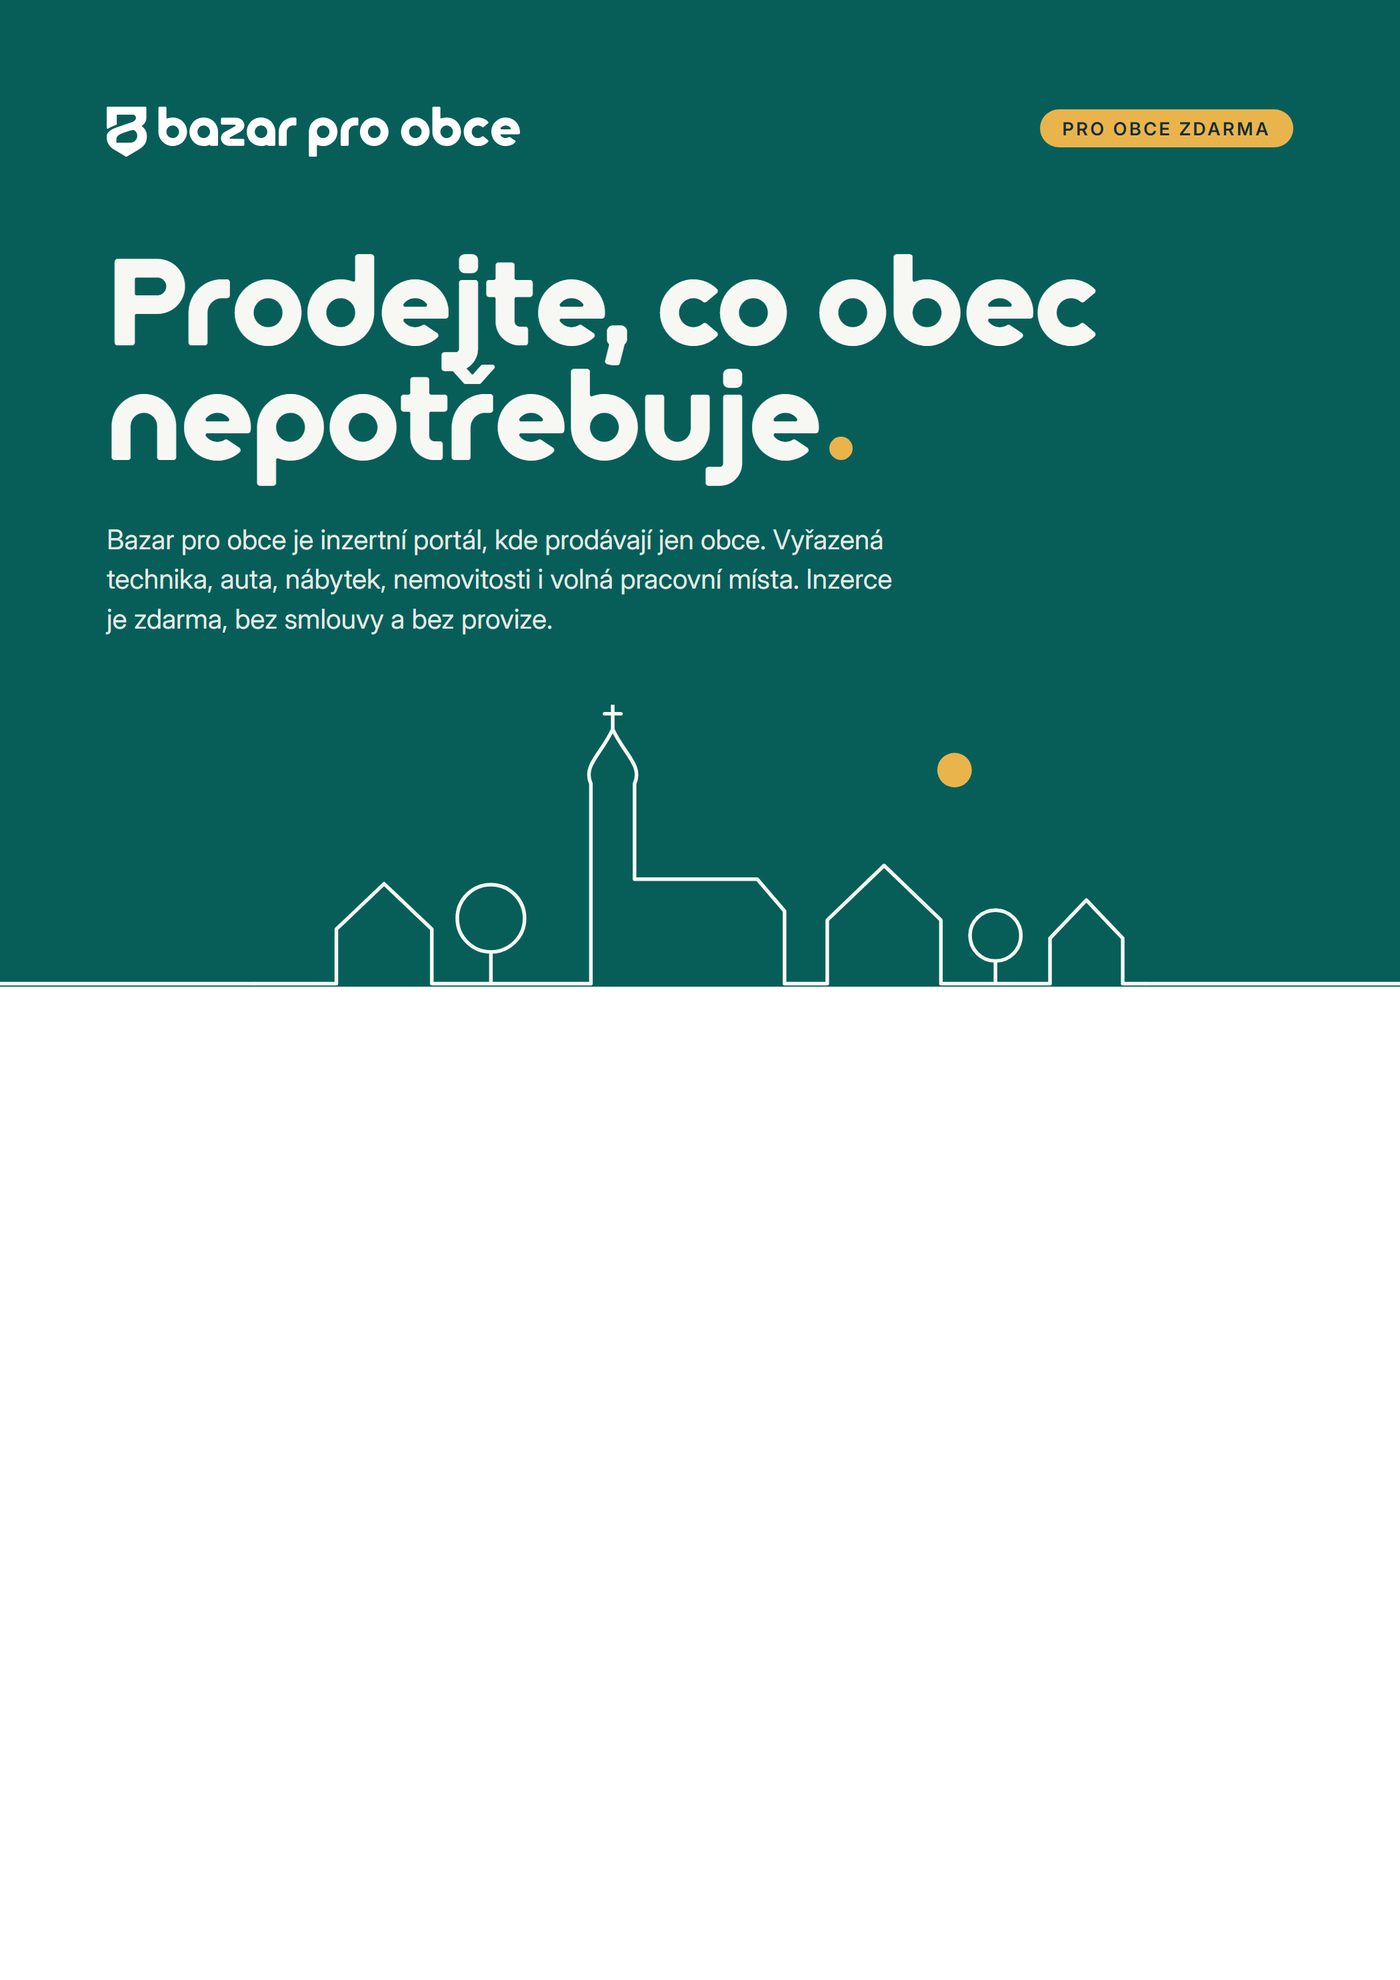 bazar pro obce
PRO OBCE ZDARMA
Prodejte, co obec
nepotřebuje.
Bazar pro obce je inzertní portál, kde prodávají jen obce. Vyřazená
technika, auta, nábytek, nemovitosti i volná pracovní místa. Inzerce
je zdarma, bez smlouvy a bez provize.